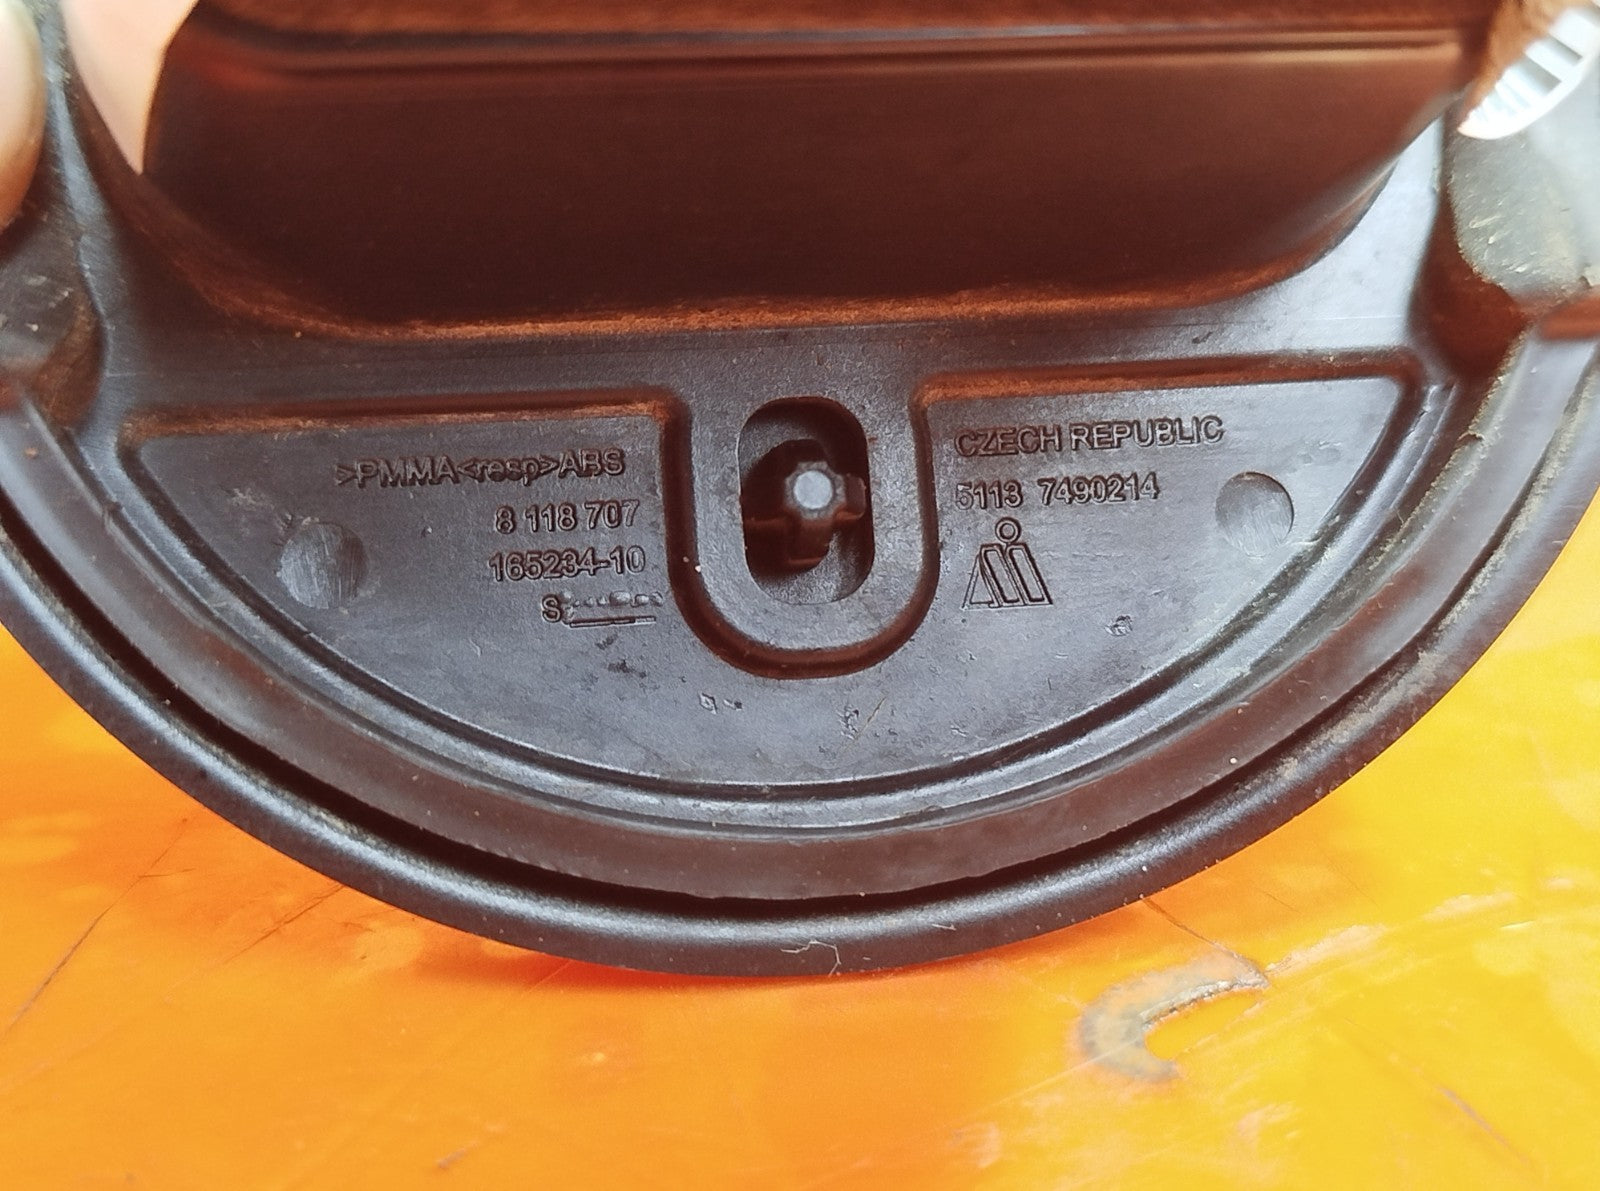 >PMMA<resp>ABS
8 118 707
165234-10
CZECH REPUBLIC
5113 7490214